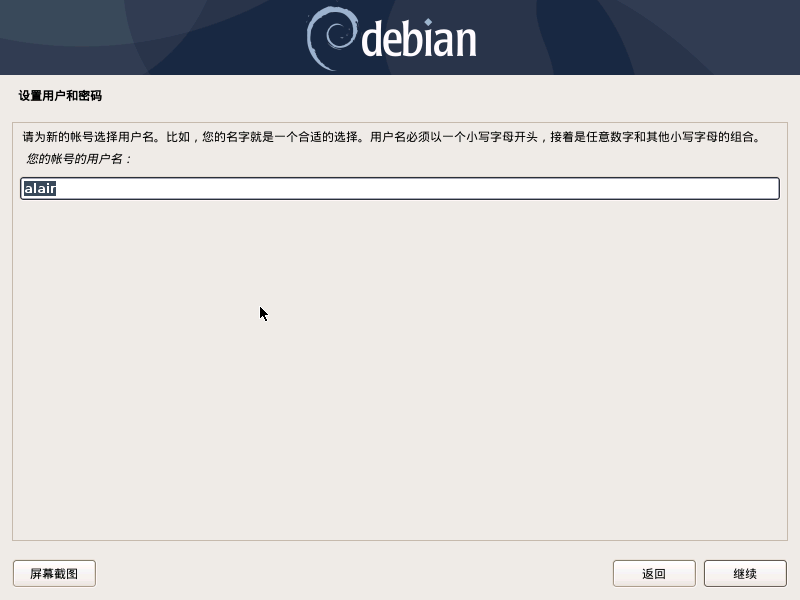 debian
设置用户和密码
请为新的帐号选择用户名。比如，您的名字就是一个合适的选择。用户名必须以一个小写字母开头，接着是任意数字和其他小写字母的组合。
您的帐号的用户名：
alair
屏幕截图
返回
继续